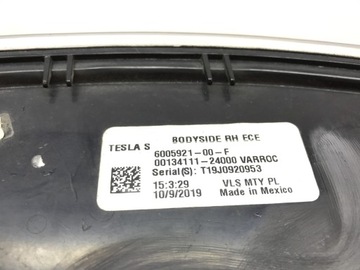 BODYSIDE RH ECE
TESLA S 6005921-00-F
00134111-24000 VARROC
Serial(S): T19J0920953
15:3:29 VLS MTY PL
10/9/2019 Made in Mexico